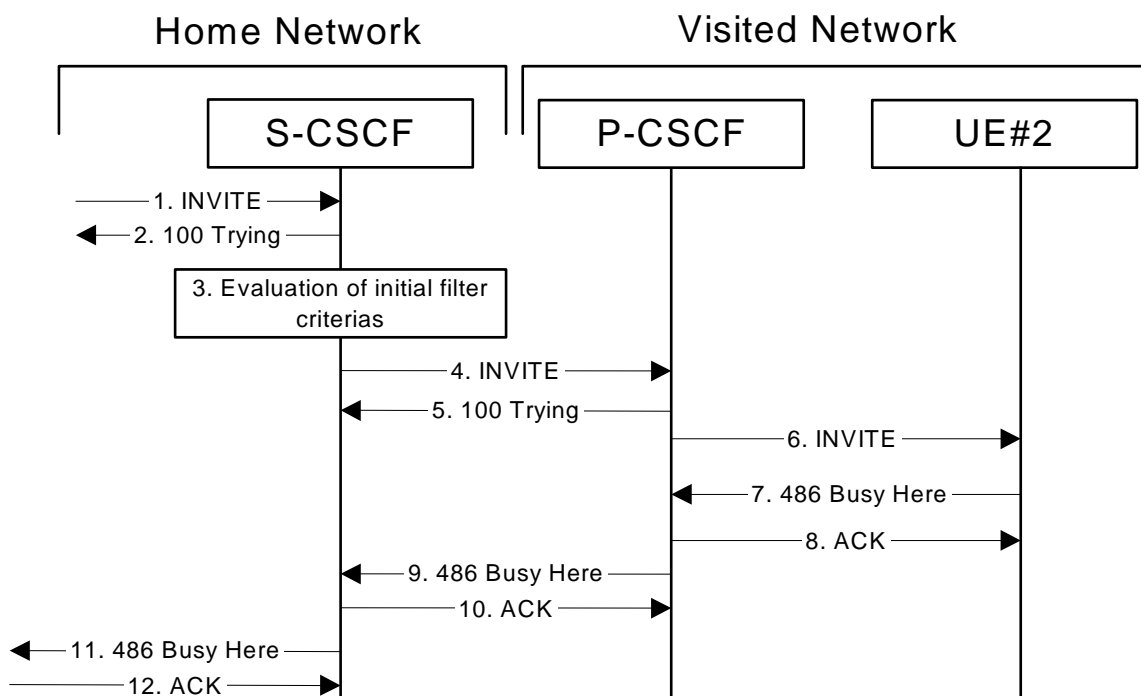 Home Network
Visited Network
S-CSCF
P-CSCF
UE#2
1. INVITE
2. 100 Trying
3. Evaluation of initial filter
criterias
4. INVITE
5. 100 Trying
6. INVITE
7. 486 Busy Here
8. ACK
9. 486 Busy Here
10. ACK
11. 486 Busy Here
12. ACK